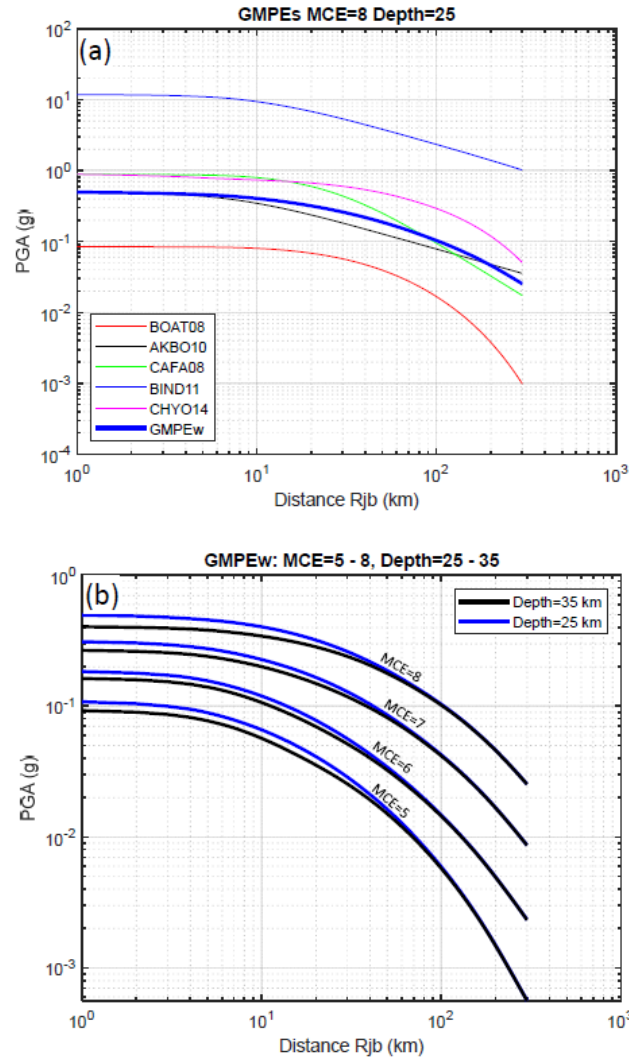 GMPEs MCE=8 Depth=25
(a)
10^2
10^1
10^0
10^-1
10^-2
10^-3
10^-4
PGA (g)
BOAT08
AKBO10
CAFA08
BIND11
CHYO14
GMPEw
10^0 10^1 10^2 10^3
Distance Rjb (km)
GMPEw: MCE=5 - 8, Depth=25 - 35
(b)
10^0
10^-1
10^-2
10^-3
PGA (g)
Depth=35 km
Depth=25 km
MCE=8
MCE=7
MCE=6
MCE=5
10^0 10^1 10^2 10^3
Distance Rjb (km)